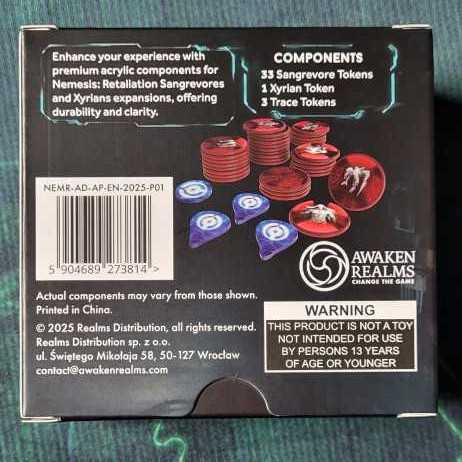 Enhance your experience with
premium acrylic components for
Nemesis: Retaliation Sangrevores
and Xyrians expansions, offering
durability and clarity.
COMPONENTS
33 Sangrevore Tokens
1 Xyrian Token
3 Trace Tokens
NEMR-AD-AP-EN-2025-P01
5 904689 273814 >
AWAKEN
REALMS
CHANGE THE GAME
Actual components may vary from those shown.
Printed in China.
© 2025 Realms Distribution, all rights reserved.
Realms Distribution sp. z o.o.
ul. Świętego Mikołaja 58, 50-127 Wrocław
contact@awakenrealms.com
WARNING
THIS PRODUCT IS NOT A TOY
NOT INTENDED FOR USE
BY PERSONS 13 YEARS
OF AGE OR YOUNGER